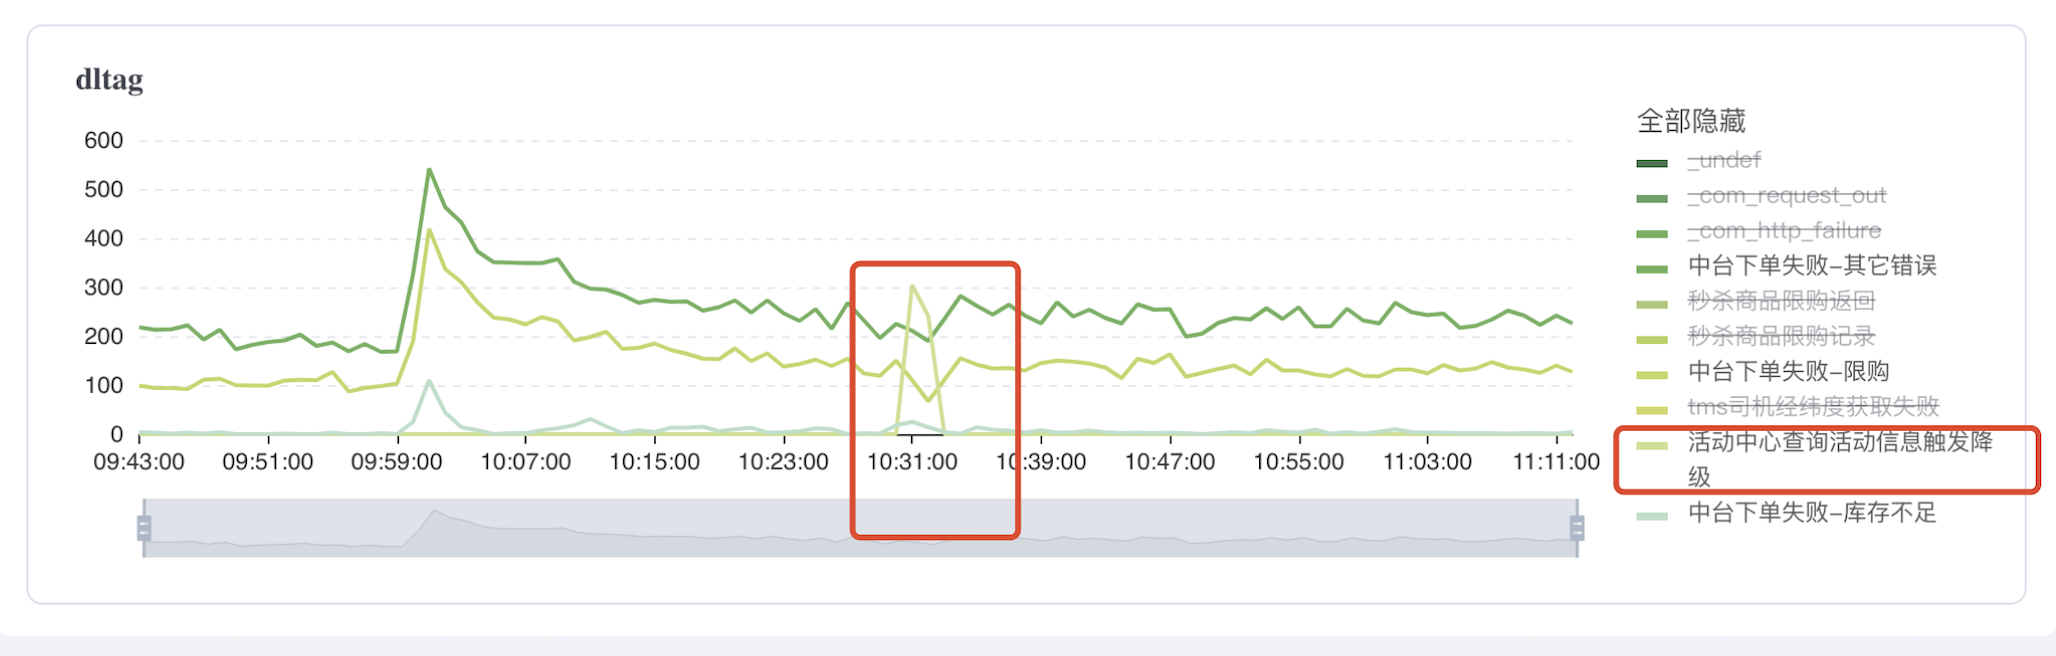 dltag
全部隐藏
600
500
400
300
200
100
0
09:43:00 09:51:00 09:59:00 10:07:00 10:15:00 10:23:00 10:31:00 10:39:00 10:47:00 10:55:00 11:03:00 11:11:00
_undef
_com_request_out
_com_http_failure
中台下单失败-其它错误
秒杀商品限购返回
秒杀商品限购记录
中台下单失败-限购
tms司机经纬度获取失败
活动中心查询活动信息触发降
级
中台下单失败-库存不足